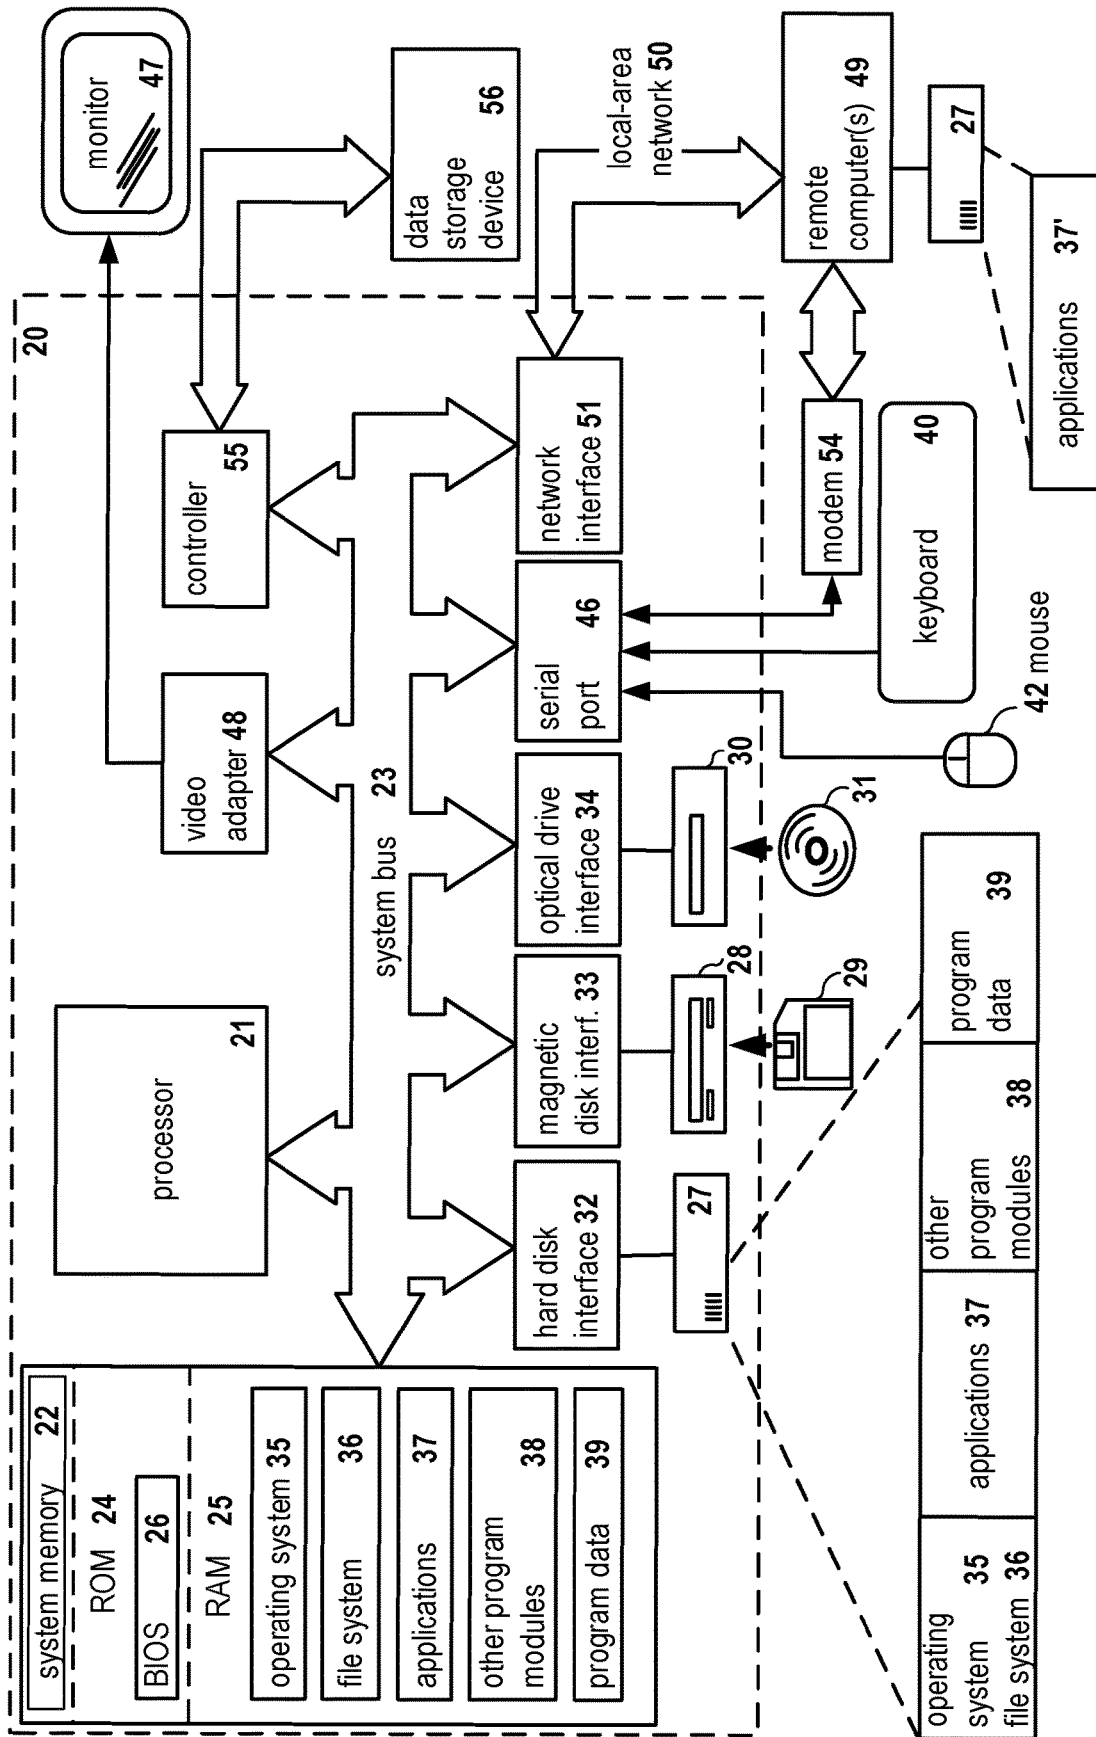 system memory 22
ROM 24
BIOS 26
RAM 25
operating system 35
file system 36
applications 37
other program
modules 38
program data 39
processor
21
video
adapter 48
controller
55
20
monitor
47
system bus 23
hard disk
interface 32
magnetic
disk interf. 33
optical drive
interface 34
serial
port 46
network
interface 51
data
storage
device 56
local-area
network 50
27
28
29
30
31
42 mouse
keyboard
40
modem 54
remote
computer(s) 49
27
applications 37'
operating
system 35
file system 36
applications 37
other
program
modules 38
program
data 39